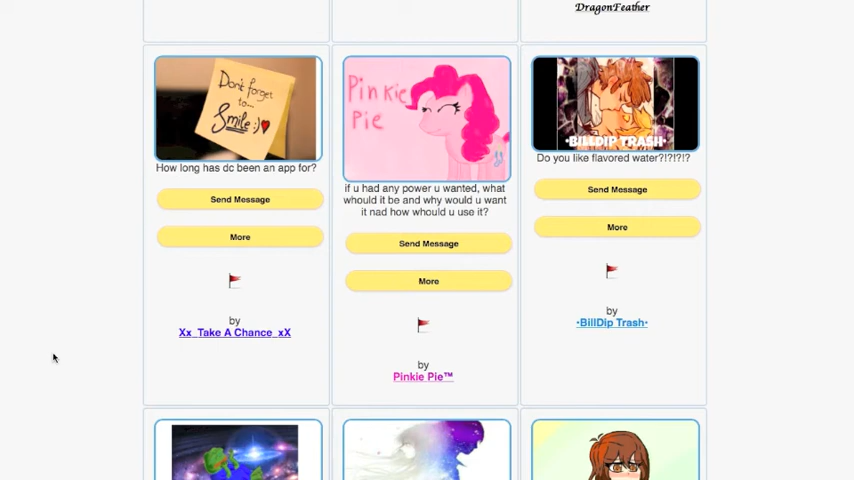 DragonFeather
Don't forget
to...
Smile :)
How long has dc been an app for?
Send Message
More
by
Xx_Take A Chance_xX
Pinkie
Pie
if u had any power u wanted, what
whould it be and why would u want
it nad how whould u use it?
Send Message
More
by
Pinkie Pie™
•BILLDIP TRASH•
Do you like flavored water?!?!?!?
Send Message
More
by
•BillDip Trash•